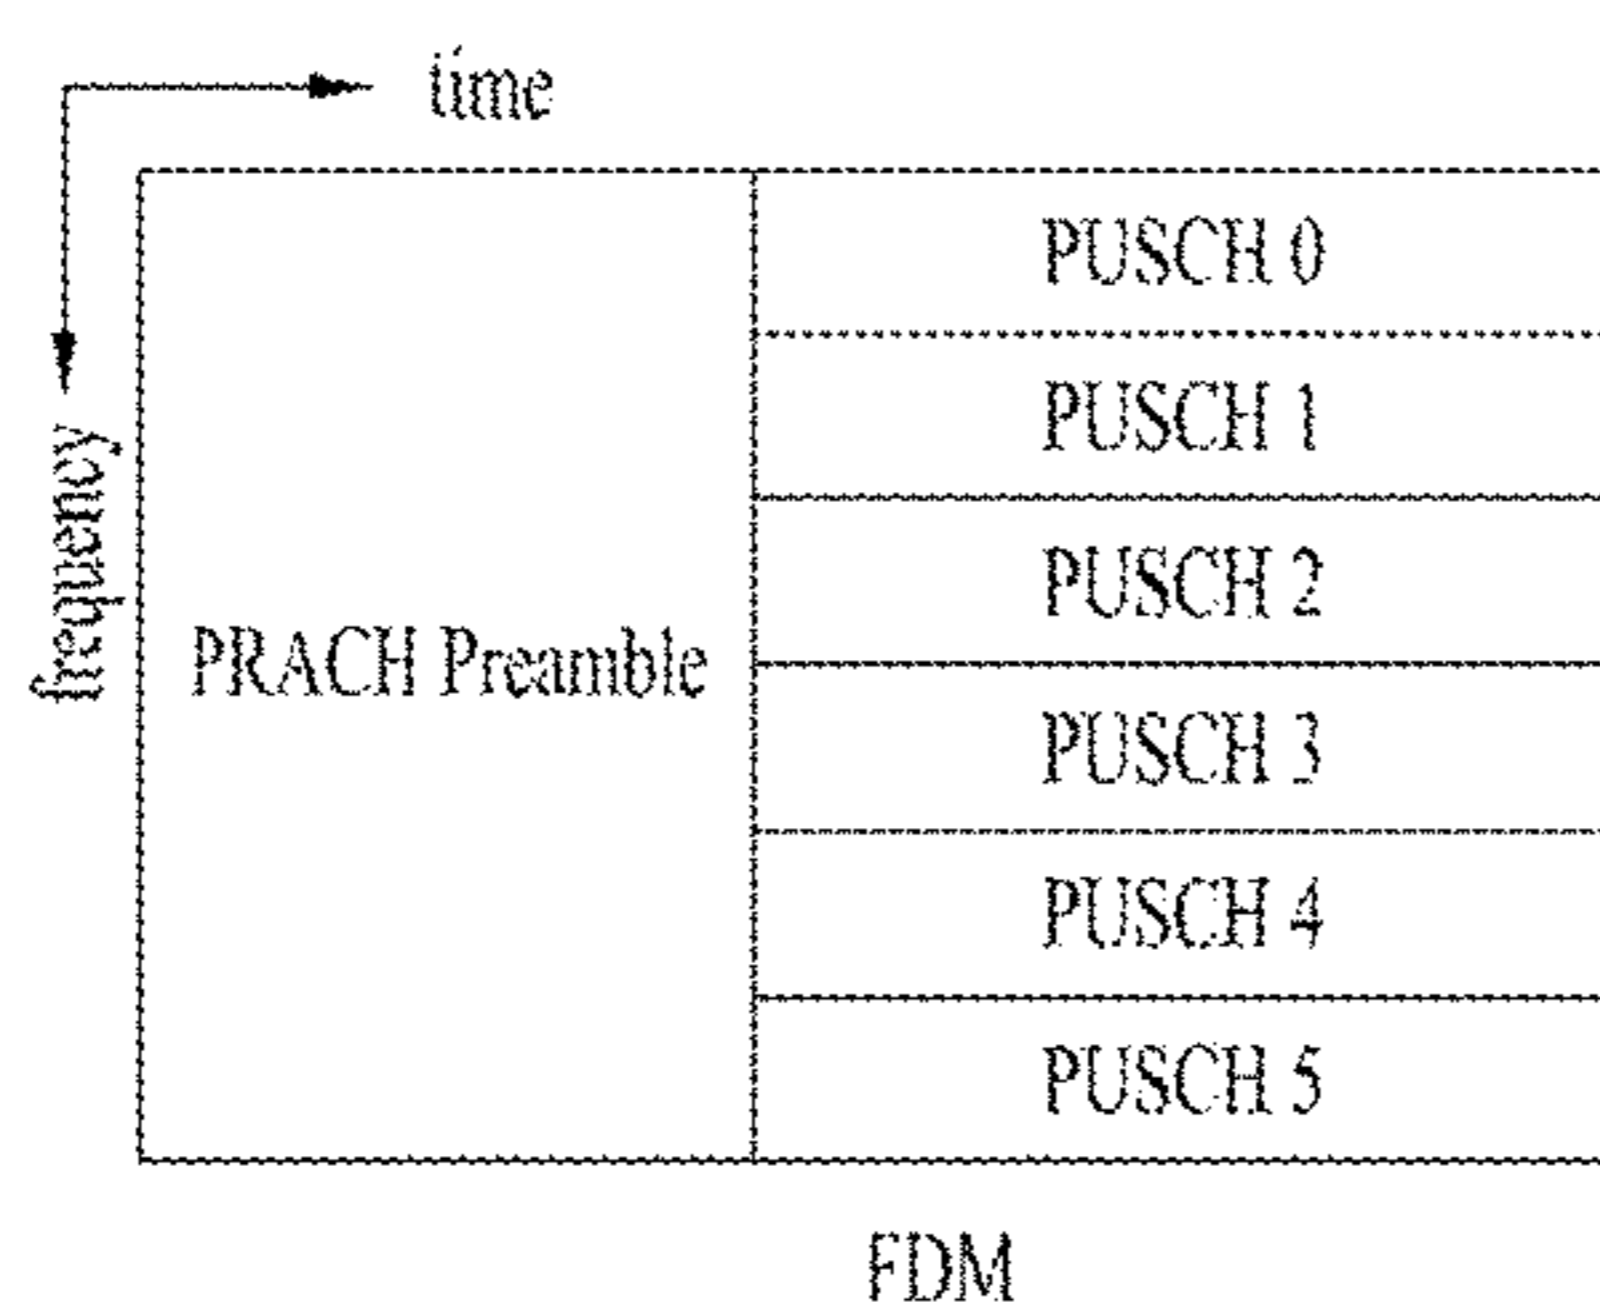 time
frequency
PRACH Preamble
PUSCH 0
PUSCH 1
PUSCH 2
PUSCH 3
PUSCH 4
PUSCH 5
FDM